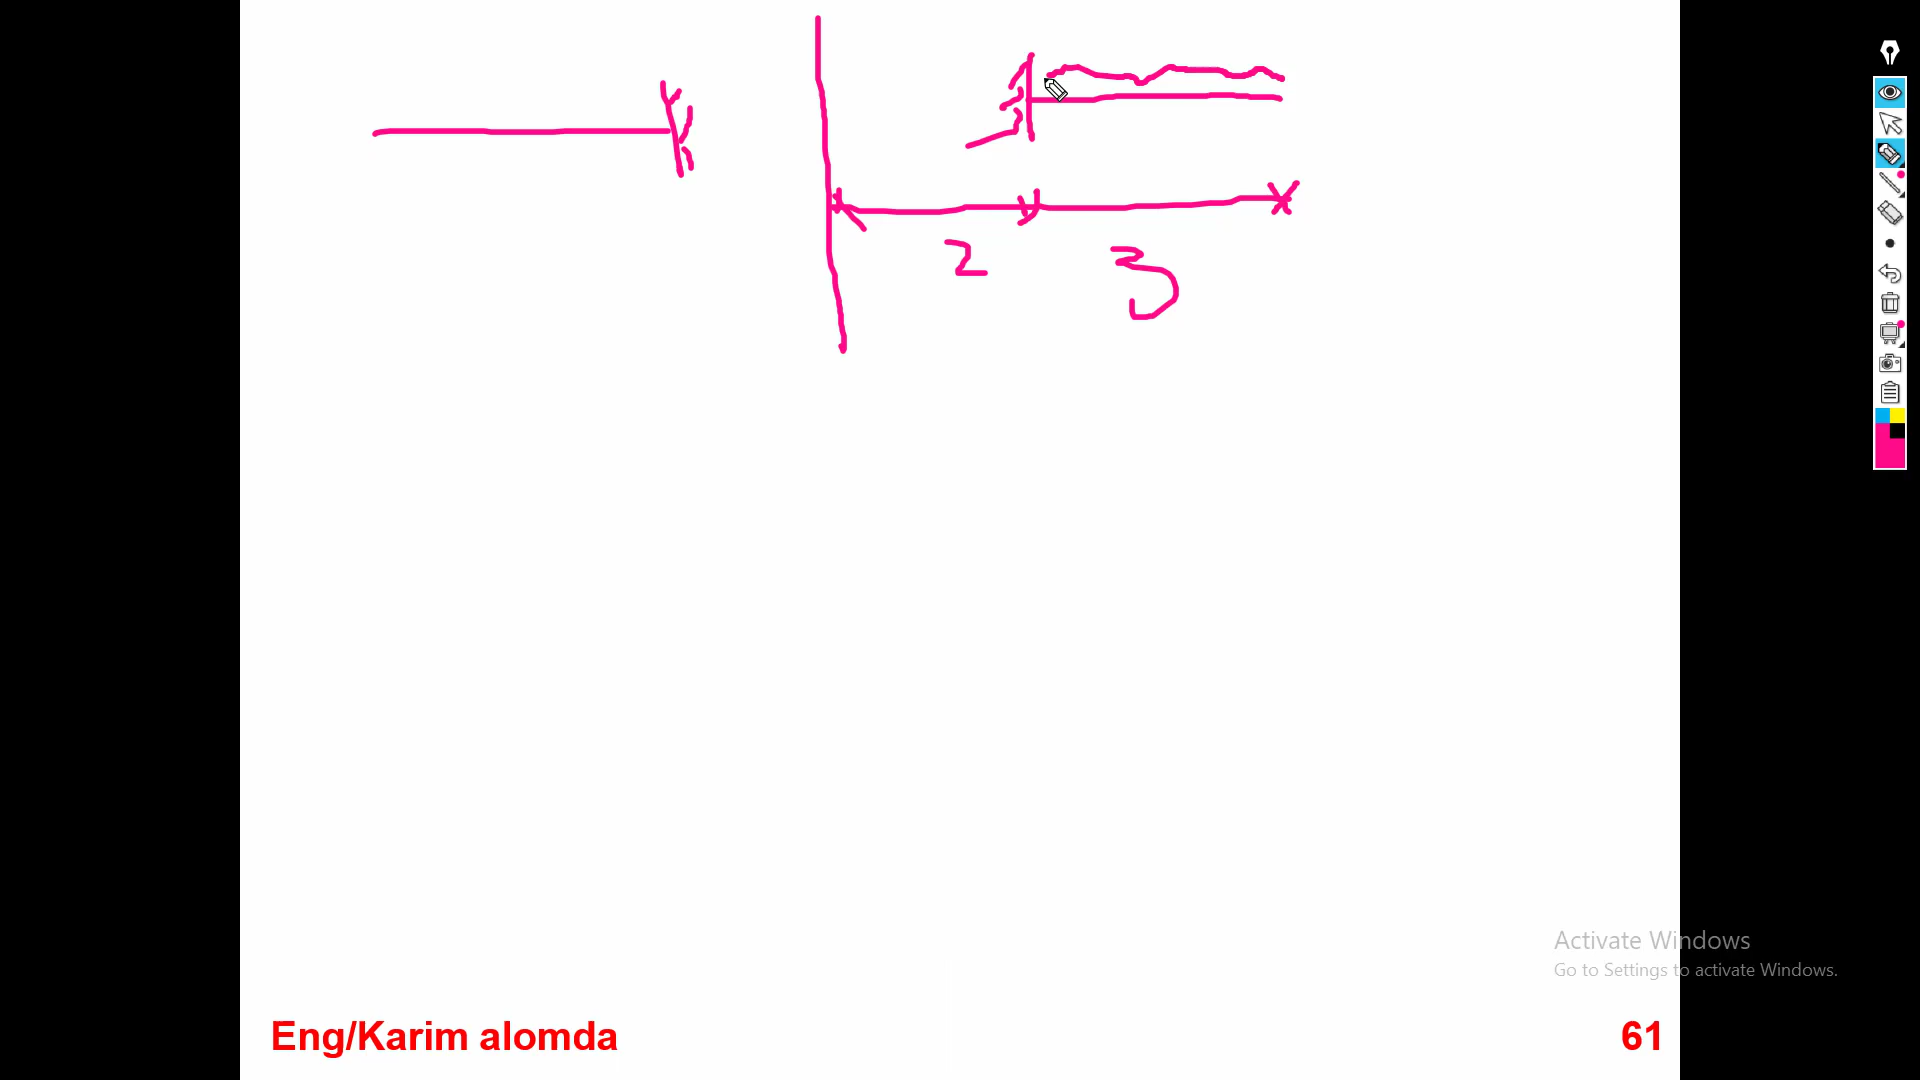 2
3
Activate Windows
Go to Settings to activate Windows.
Eng/Karim alomda
61